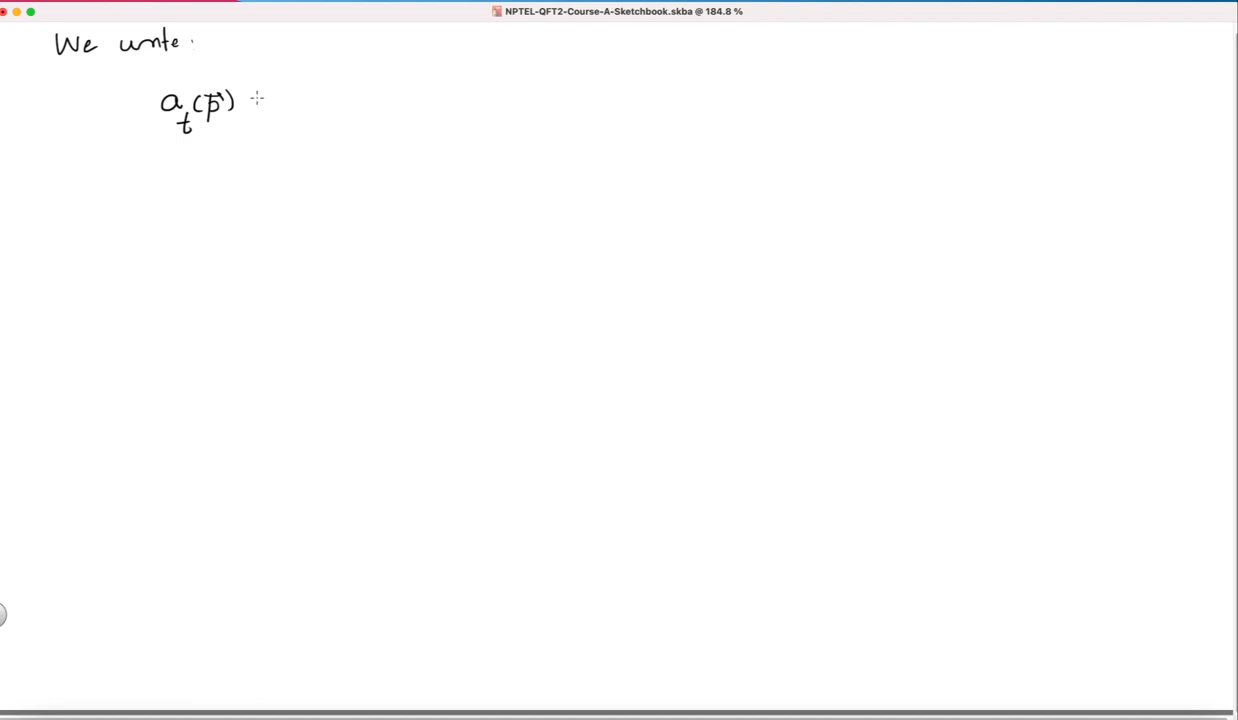 NPTEL-QFT2-Course-A-Sketchbook.skba @ 184.8 %
We write:
a_t(p⃗)